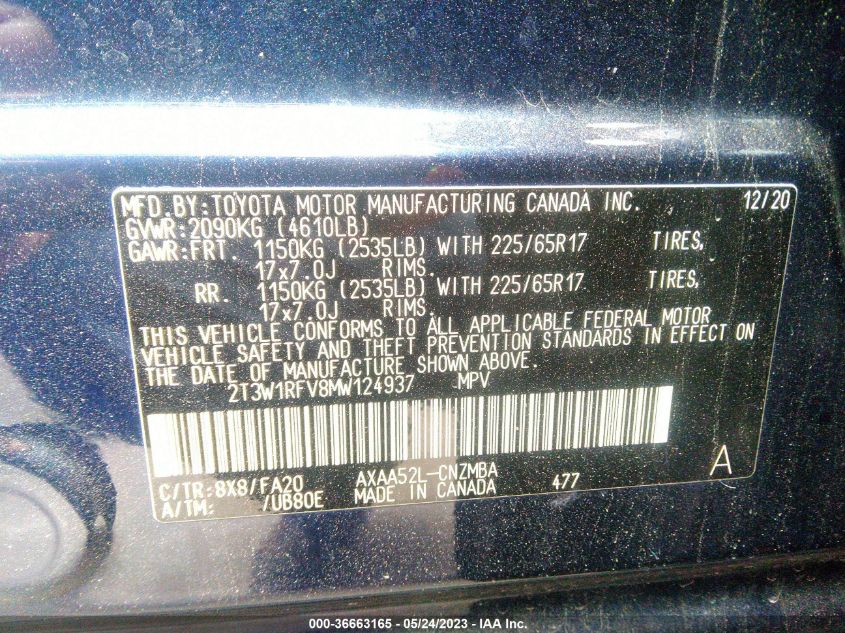 MFD.BY:TOYOTA MOTOR MANUFACTURING CANADA INC. 12/20
GVWR:2090KG (4610LB)
GAWR:FRT. 1150KG (2535LB) WITH 225/65R17 TIRES,
17x7.0J RIMS.
RR. 1150KG (2535LB) WITH 225/65R17 TIRES,
17x7.0J RIMS.
THIS VEHICLE CONFORMS TO ALL APPLICABLE FEDERAL MOTOR
VEHICLE SAFETY AND THEFT PREVENTION STANDARDS IN EFFECT ON
THE DATE OF MANUFACTURE SHOWN ABOVE.
2T3W1RFV8MW124937 MPV
C/TR:8X8/FA20 AXAA52L-CNZMBA A
A/TM: /UB80E MADE IN CANADA 477
000-36663165 - 05/24/2023 - IAA Inc.